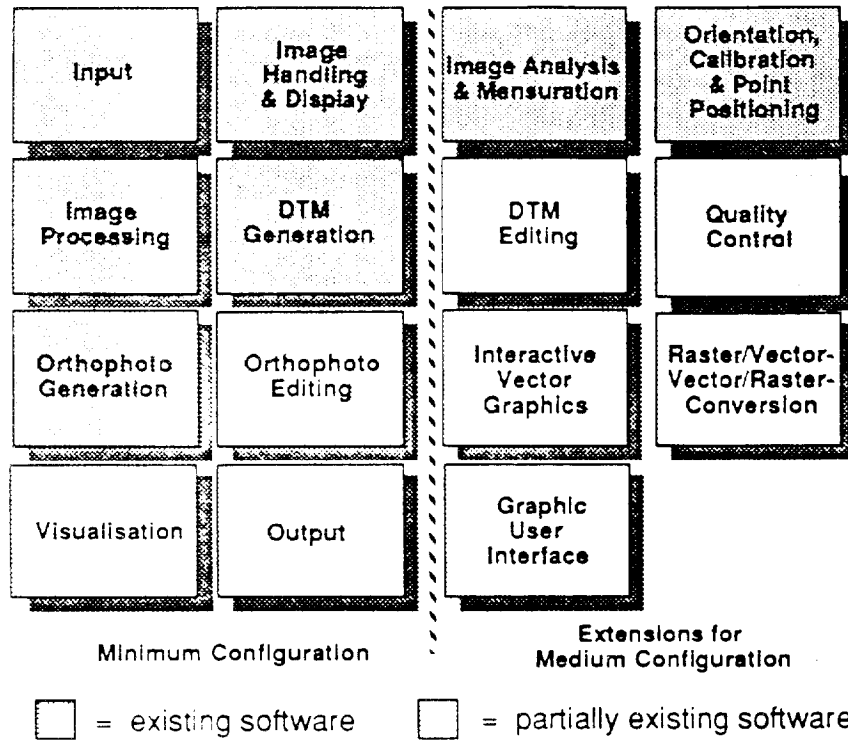 Input
Image
Handling
& Display
Image Analysis
& Mensuration
Orientation,
Calibration
& Point
Positioning
Image
Processing
DTM
Generation
DTM
Editing
Quality
Control
Orthophoto
Generation
Orthophoto
Editing
Interactive
Vector
Graphics
Raster/Vector-
Vector/Raster-
Conversion
Visualisation
Output
Graphic
User
Interface
Minimum Configuration
Extensions for
Medium Configuration
= existing software
= partially existing software